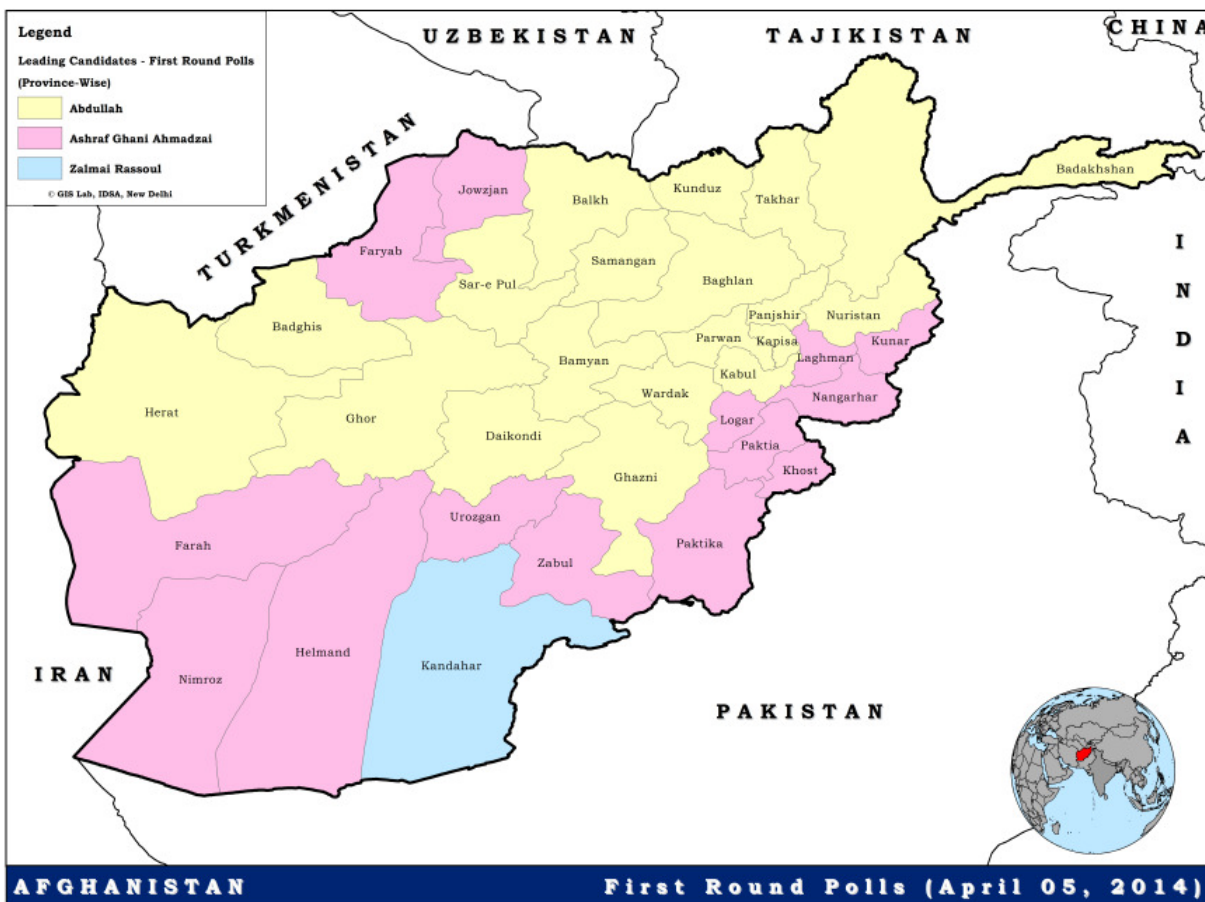 Legend
Leading Candidates - First Round Polls
(Province-Wise)
Abdullah
Ashraf Ghani Ahmadzai
Zalmai Rassoul
© GIS Lab, IDSA, New Delhi
UZBEKISTAN
TAJIKISTAN
CHINA
TURKMENISTAN
INDIA
Badakhshan
Jowzjan
Balkh
Kunduz
Takhar
Faryab
Samangan
Sar-e Pul
Baghlan
Badghis
Panjshir
Nuristan
Parwan
Kapisa
Kunar
Laghman
Bamyan
Kabul
Wardak
Nangarhar
Herat
Ghor
Logar
Daikondi
Paktia
Khost
Ghazni
Urozgan
Farah
Paktika
Zabul
Helmand
Kandahar
IRAN
Nimroz
PAKISTAN
AFGHANISTAN
First Round Polls (April 05, 2014)